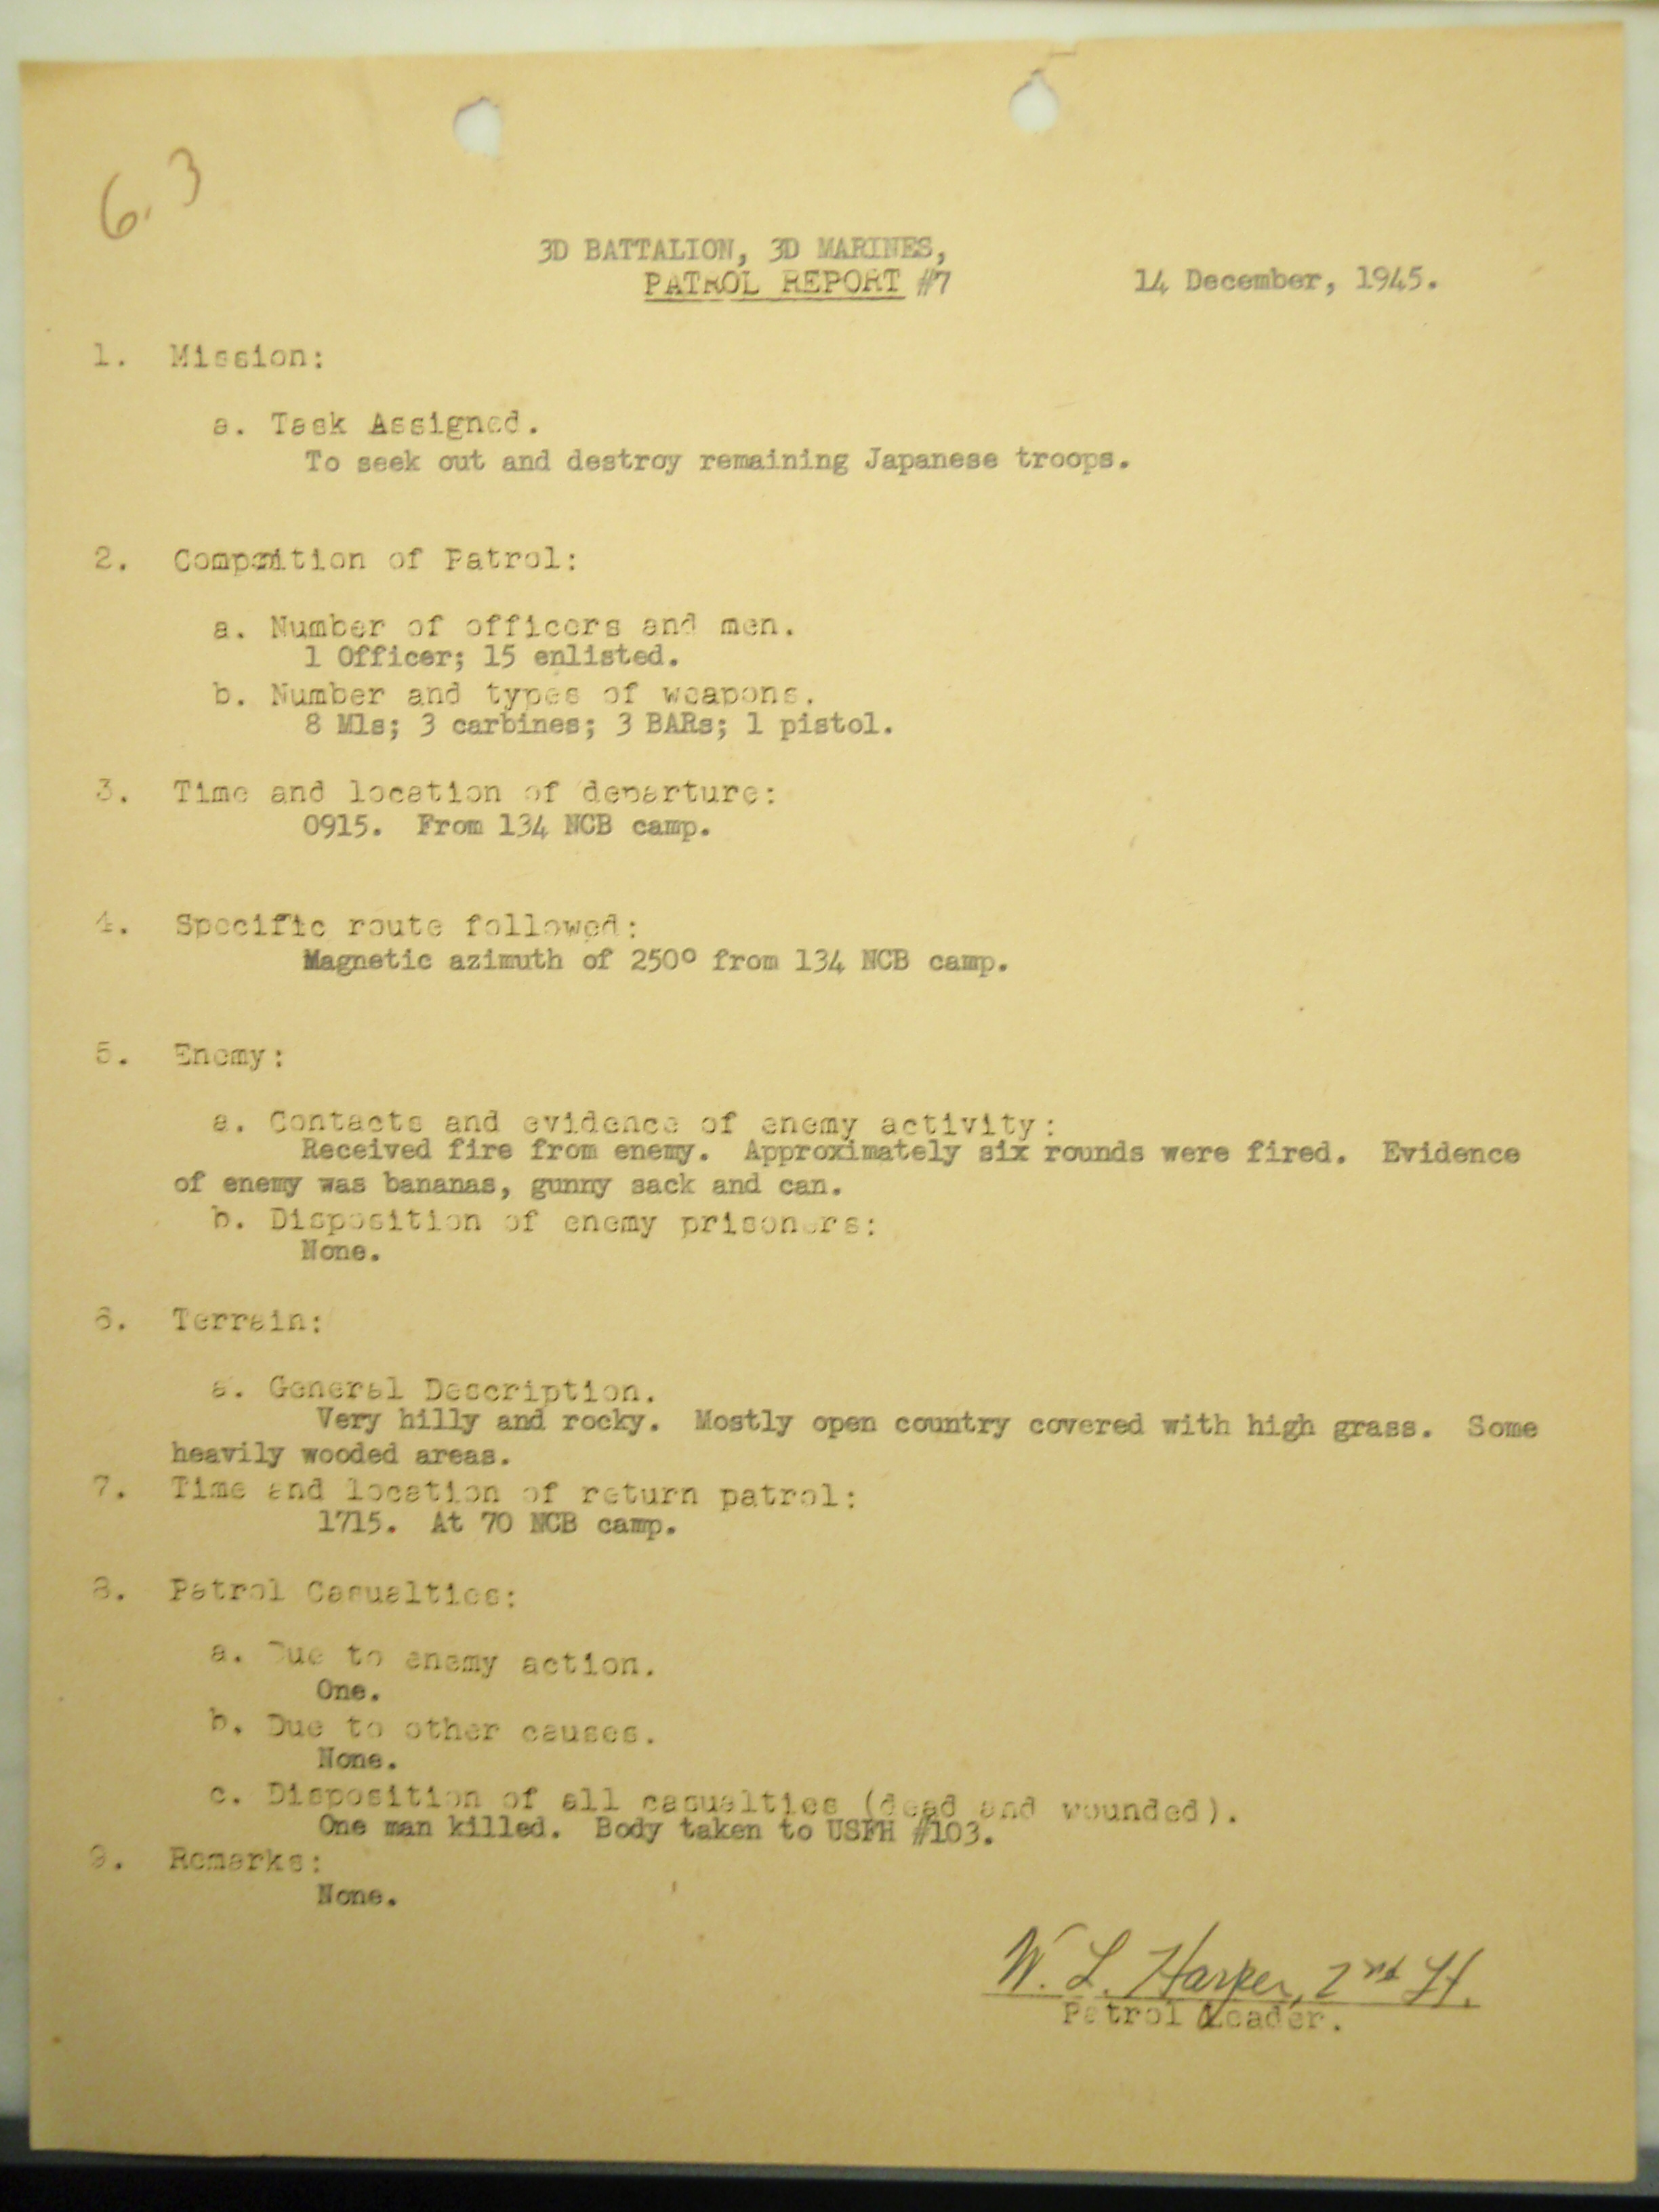 6. 3
3D BATTALION, 3D MARINES,
PATROL REPORT #7 14 December, 1945.
1. Mission:
a. Task Assigned.
To seek out and destroy remaining Japanese troops.
2. Compoition of Patrol:
a. Number of officers and men.
1 Officer; 15 enlisted.
b. Number and types of weapons.
8 M1s; 3 carbines; 3 BARs; 1 pistol.
3. Time and location of departure:
0915. From 134 NCB camp.
4. Specific route followed:
Magnetic azimuth of 250° from 134 NCB camp.
5. Enemy:
a. Contacts and evidence of enemy activity:
Received fire from enemy. Approximately six rounds were fired. Evidence
of enemy was bananas, gunny sack and can.
b. Disposition of enemy prisoners:
None.
6. Terrain:
a. General Description.
Very hilly and rocky. Mostly open country covered with high grass. Some
heavily wooded areas.
7. Time and location of return patrol:
1715. At 70 NCB camp.
8. Patrol Casualties:
a. Due to enemy action.
One.
b. Due to other causes.
None.
c. Disposition of all casualties (dead and wounded).
One man killed. Body taken to USFH #103.
9. Remarks:
None.
W. L. Harper, 2nd Lt.
Patrol Leader.